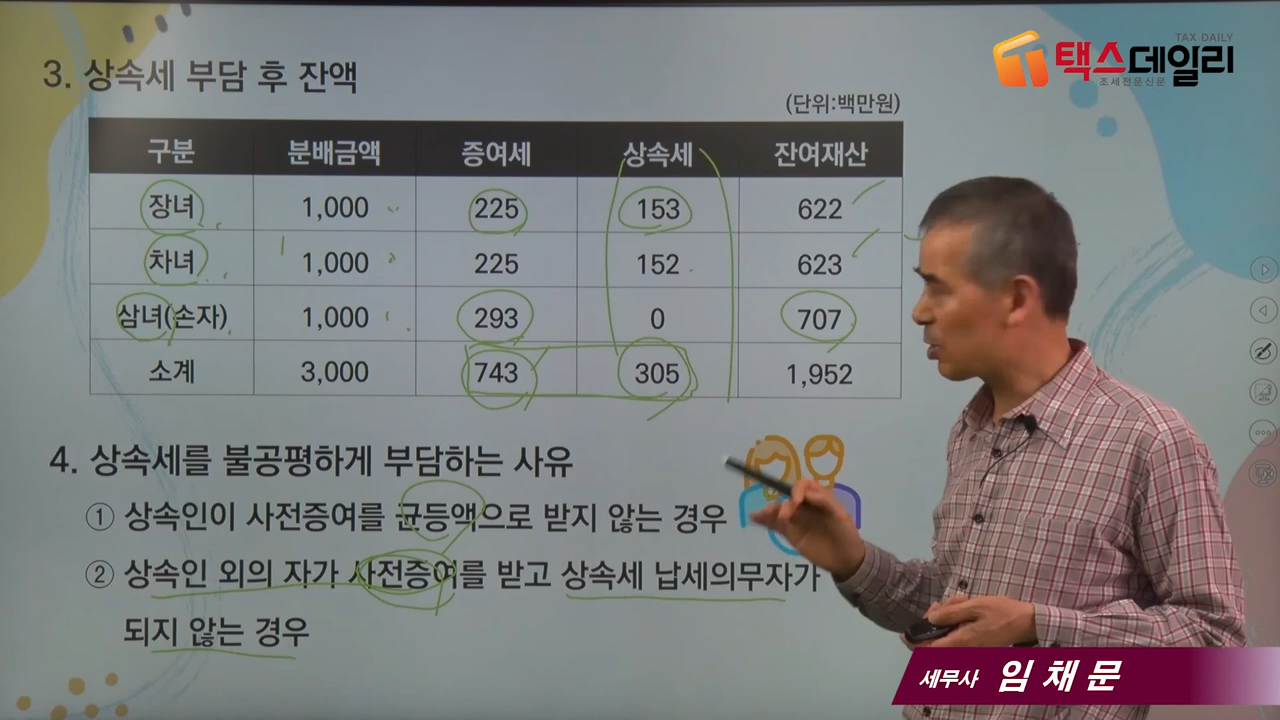 TAX DAILY
택스데일리
조세전문신문
3. 상속세 부담 후 잔액
(단위:백만원)
구분 분배금액 증여세 상속세 잔여재산
장녀 1,000 225 153 622
차녀 1,000 225 152 623
삼녀(손자) 1,000 293 0 707
소계 3,000 743 305 1,952
4. 상속세를 불공평하게 부담하는 사유
① 상속인이 사전증여를 균등액으로 받지 않는 경우
② 상속인 외의 자가 사전증여를 받고 상속세 납세의무자가
되지 않는 경우
세무사 임채문